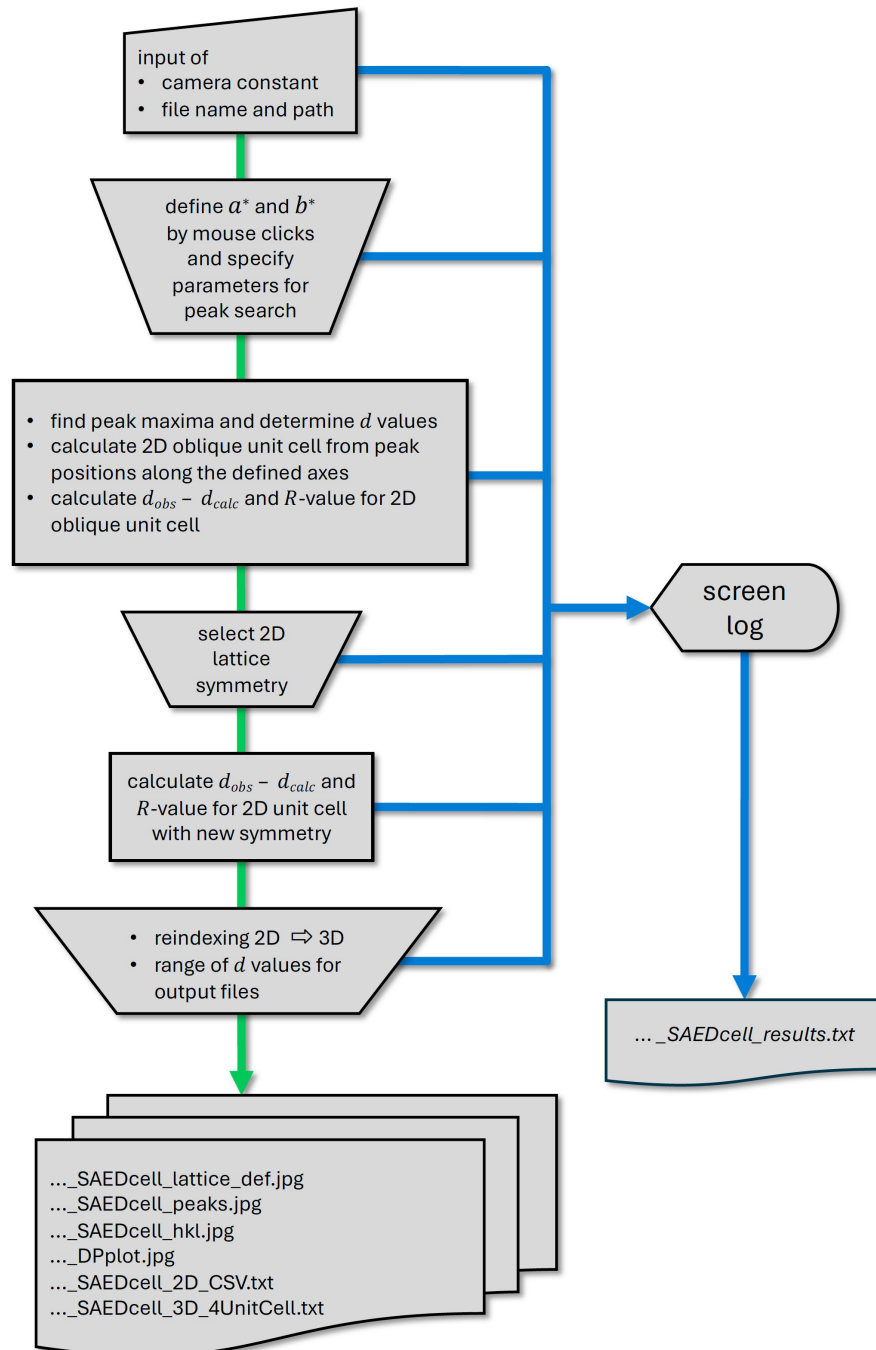 input of
• camera constant
• file name and path
define a* and b*
by mouse clicks
and specify
parameters for
peak search
• find peak maxima and determine d values
• calculate 2D oblique unit cell from peak
positions along the defined axes
• calculate d_obs – d_calc and R-value for 2D
oblique unit cell
select 2D
lattice
symmetry
calculate d_obs – d_calc and
R-value for 2D unit cell
with new symmetry
• reindexing 2D ⇨ 3D
• range of d values for
output files
..._SAEDcell_lattice_def.jpg
..._SAEDcell_peaks.jpg
..._SAEDcell_hkl.jpg
..._DPplot.jpg
..._SAEDcell_2D_CSV.txt
..._SAEDcell_3D_4UnitCell.txt
screen
log
... _SAEDcell_results.txt